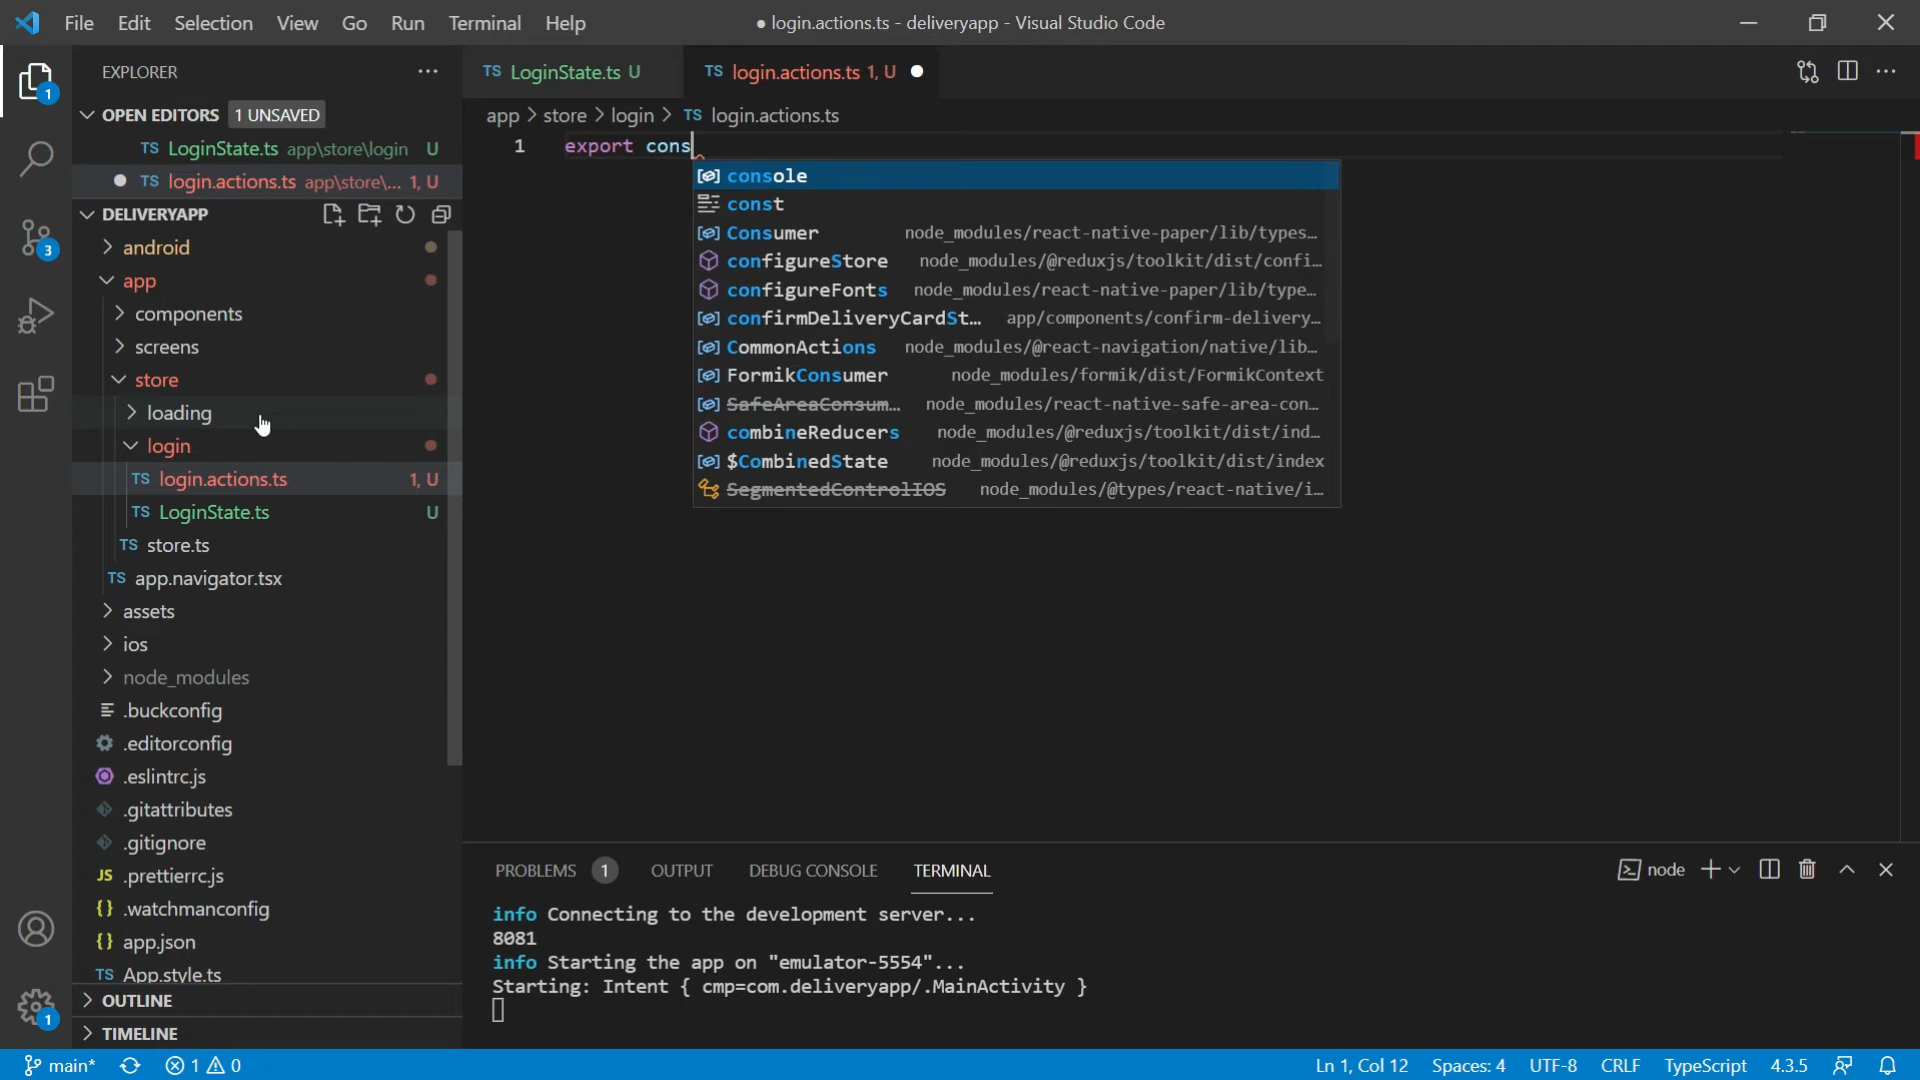 File Edit Selection View Go Run Terminal Help
● login.actions.ts - deliveryapp - Visual Studio Code
EXPLORER
OPEN EDITORS 1 UNSAVED
TS LoginState.ts app\store\login U
● TS login.actions.ts app\store\... 1, U
DELIVERYAPP
android
app
components
screens
store
loading
login
TS login.actions.ts 1, U
TS LoginState.ts U
TS store.ts
TS app.navigator.tsx
assets
ios
node_modules
.buckconfig
.editorconfig
.eslintrc.js
.gitattributes
.gitignore
JS .prettierrc.js
{} .watchmanconfig
{} app.json
TS App.style.ts
OUTLINE
TIMELINE
1
3
1
TS LoginState.ts U
TS login.actions.ts 1, U ●
app > store > login > TS login.actions.ts
1 export cons
console
const
Consumer node_modules/react-native-paper/lib/types…
configureStore node_modules/@reduxjs/toolkit/dist/confi…
configureFonts node_modules/react-native-paper/lib/type…
confirmDeliveryCardSt… app/components/confirm-delivery…
CommonActions node_modules/@react-navigation/native/lib…
FormikConsumer node_modules/formik/dist/FormikContext
SafeAreaConsum… node_modules/react-native-safe-area-con…
combineReducers node_modules/@reduxjs/toolkit/dist/ind…
$CombinedState node_modules/@reduxjs/toolkit/dist/index
SegmentedControlIOS node_modules/@types/react-native/i…
PROBLEMS 1 OUTPUT DEBUG CONSOLE TERMINAL
node
info Connecting to the development server...
8081
info Starting the app on "emulator-5554"...
Starting: Intent { cmp=com.deliveryapp/.MainActivity }
main* 1 0
Ln 1, Col 12 Spaces: 4 UTF-8 CRLF TypeScript 4.3.5